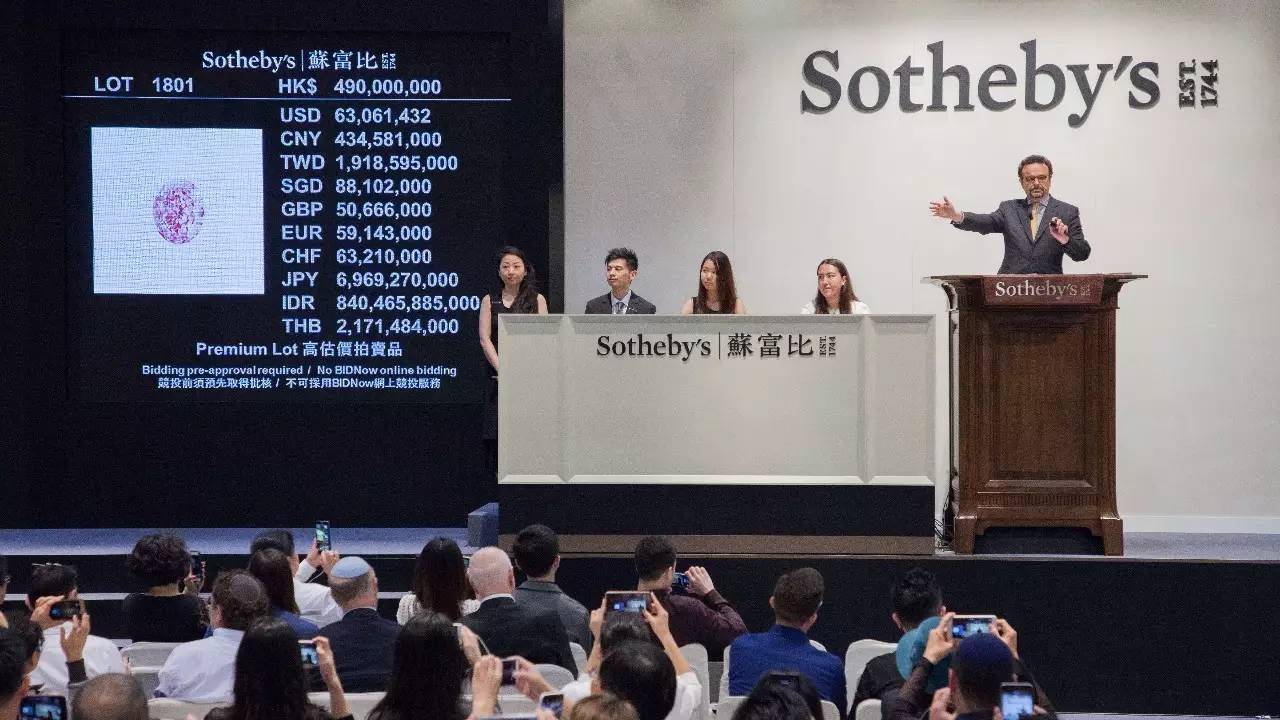 Sotheby's | 蘇富比 EST. 1744
LOT 1801 HK$ 490,000,000
USD 63,061,432
CNY 434,581,000
TWD 1,918,595,000
SGD 88,102,000
GBP 50,666,000
EUR 59,143,000
CHF 63,210,000
JPY 6,969,270,000
IDR 840,465,885,000
THB 2,171,484,000
Premium Lot 高估價拍賣品
Bidding pre-approval required / No BIDNow online bidding
競投前須預先取得批核 / 不可採用BIDNow網上競投服務
Sotheby's EST. 1744
Sotheby's
Sotheby's | 蘇富比 EST. 1744